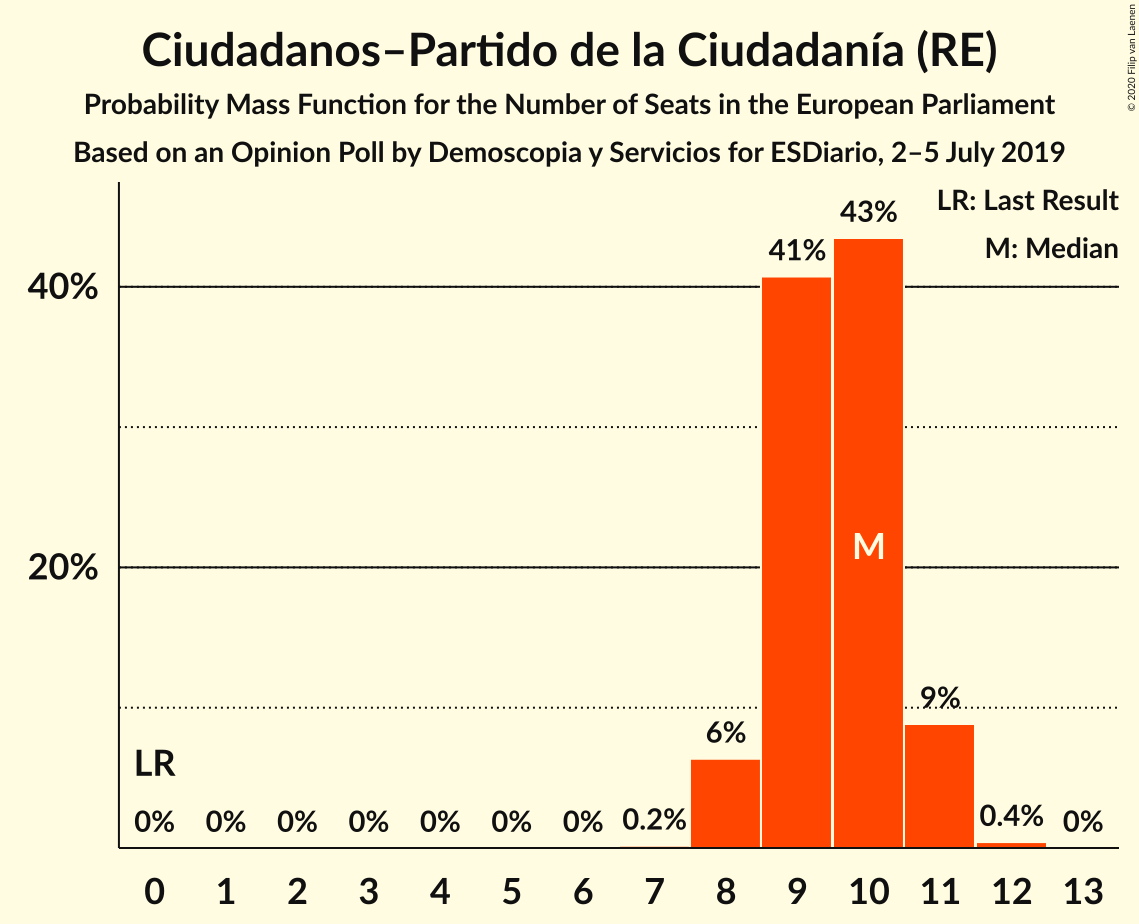 Ciudadanos–Partido de la Ciudadanía (RE)
Probability Mass Function for the Number of Seats in the European Parliament
Based on an Opinion Poll by Demoscopia y Servicios for ESDiario, 2–5 July 2019
© 2020 Filip van Laenen
LR: Last Result
M: Median
43%
41%
40%
M
20%
9%
6%
LR
0% 0% 0% 0% 0% 0% 0% 0.2% 0.4% 0%
0 1 2 3 4 5 6 7 8 9 10 11 12 13